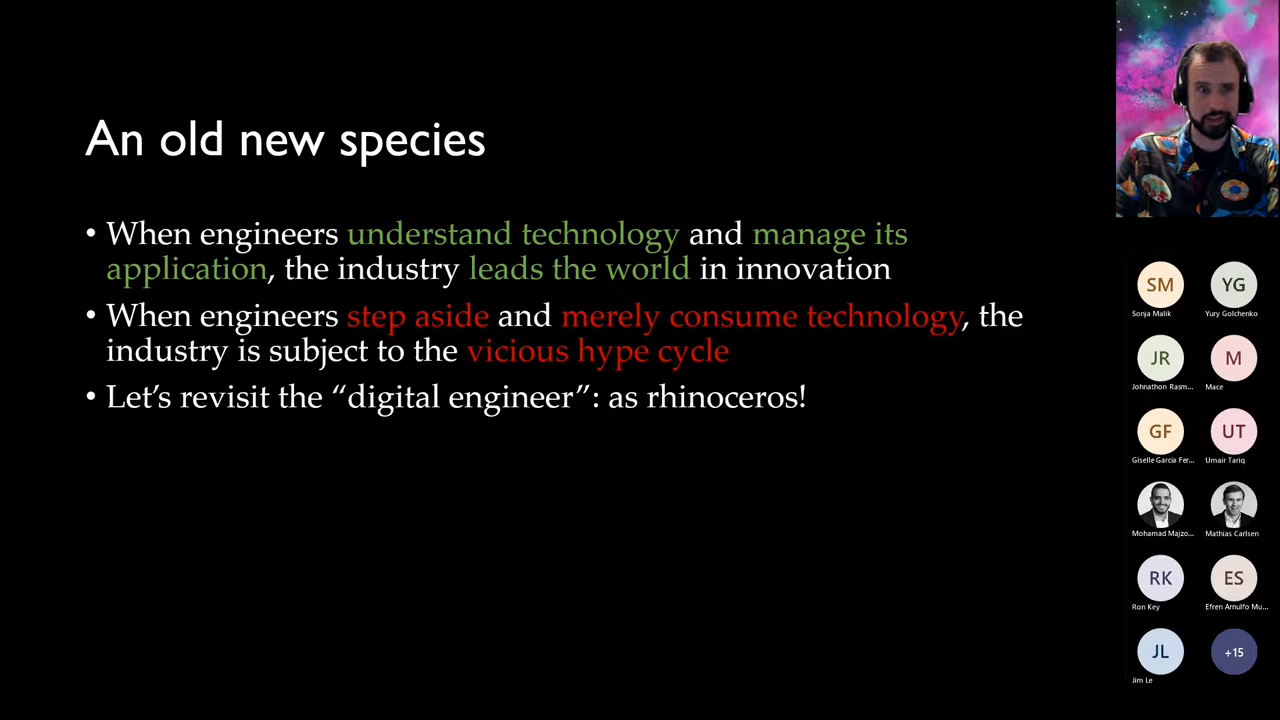 An old new species
• When engineers understand technology and manage its
application, the industry leads the world in innovation
• When engineers step aside and merely consume technology, the
industry is subject to the vicious hype cycle
• Let’s revisit the “digital engineer”: as rhinoceros!
SM
Sonja Malik
YG
Yury Golchenko
JR
Johnathon Rasm...
M
Mace
GF
Giselle Garcia Fer...
UT
Umair Tariq
Mohamad Majzo...
Mathias Carlsen
RK
Ron Key
ES
Efren Arnulfo Mu...
JL
Jim Le
+15